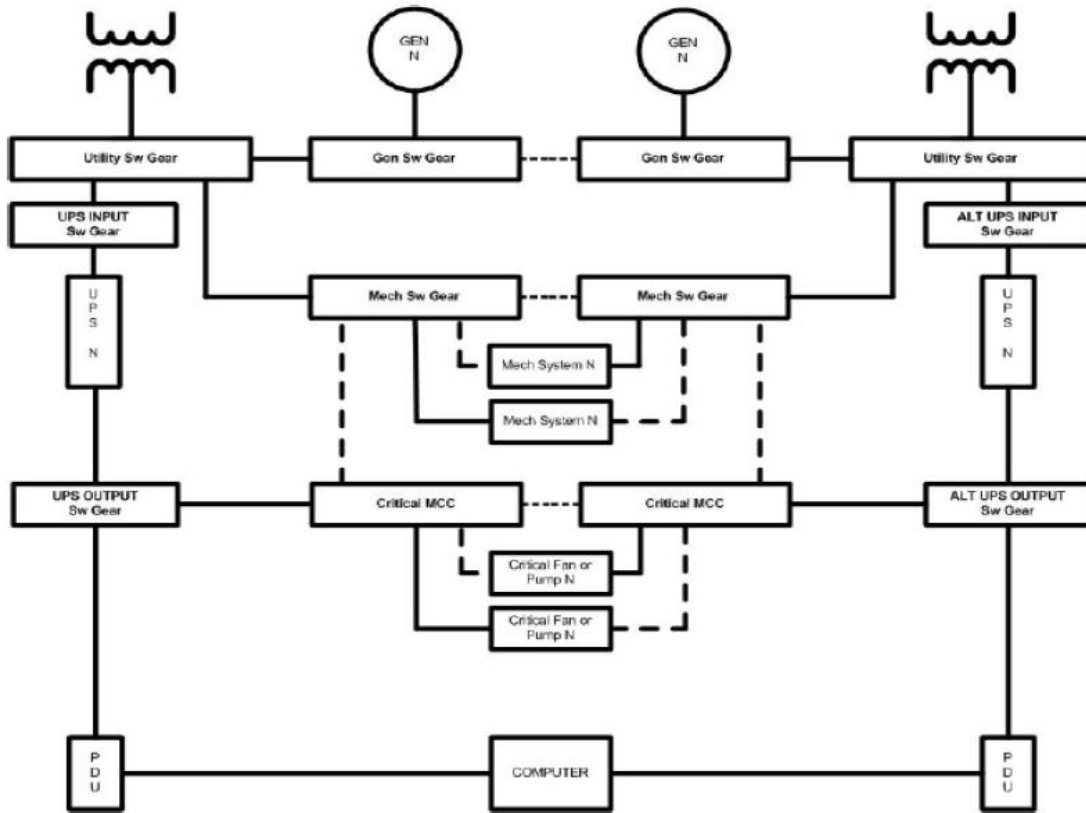 GEN
N
GEN
N
Utility Sw Gear
Gen Sw Gear
Gen Sw Gear
Utility Sw Gear
UPS INPUT
Sw Gear
ALT UPS INPUT
Sw Gear
U
P
S
N
Mech Sw Gear
Mech Sw Gear
U
P
S
N
Mech System N
Mech System N
UPS OUTPUT
Sw Gear
Critical MCC
Critical MCC
ALT UPS OUTPUT
Sw Gear
Critical Fan or
Pump N
Critical Fan or
Pump N
P
D
U
COMPUTER
P
D
U